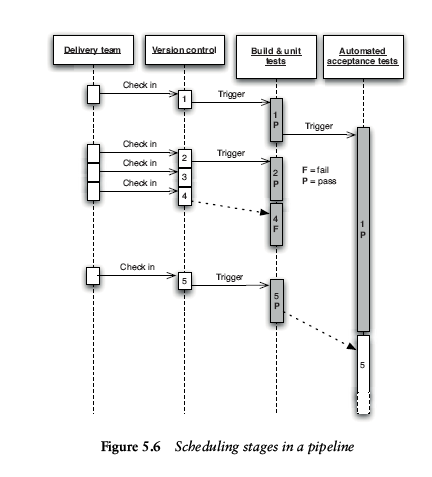 Delivery team
Version control
Build & unit
tests
Automated
acceptance tests
Check in
1
Trigger
1
P
Trigger
Check in
2
Trigger
2
P
F = fail
P = pass
Check in
3
Check in
4
4
F
1
P
Check in
5
Trigger
5
P
5
Figure 5.6 Scheduling stages in a pipeline